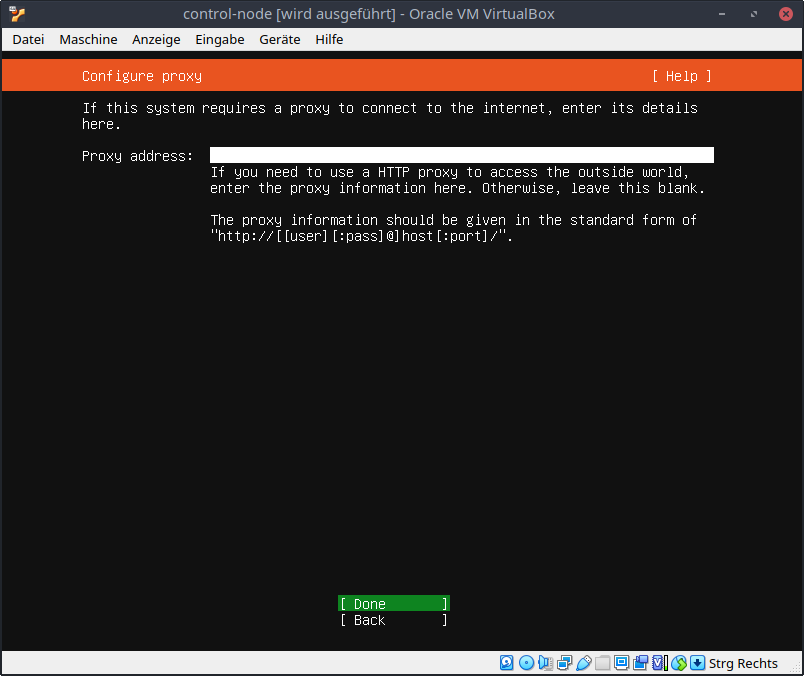 control-node [wird ausgeführt] - Oracle VM VirtualBox
Datei Maschine Anzeige Eingabe Geräte Hilfe
Configure proxy [ Help ]
If this system requires a proxy to connect to the internet, enter its details
here.
Proxy address:
If you need to use a HTTP proxy to access the outside world,
enter the proxy information here. Otherwise, leave this blank.
The proxy information should be given in the standard form of
"http://[[user][:pass]@]host[:port]/".
[ Done ]
[ Back ]
Strg Rechts